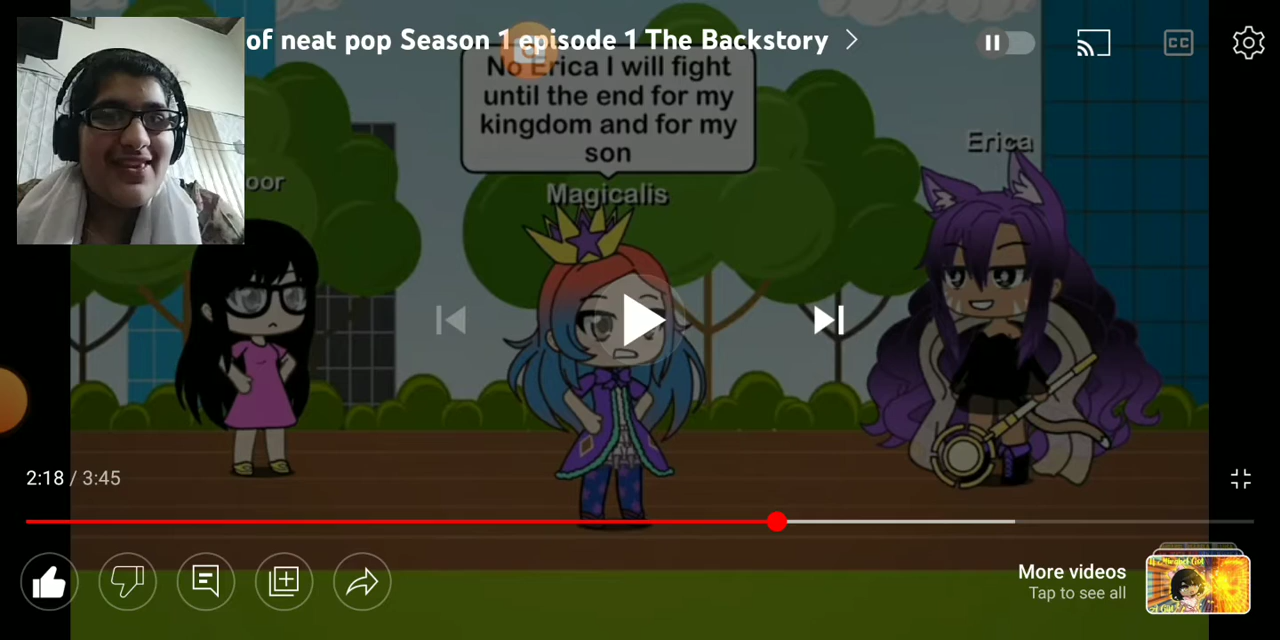 of neat pop Season 1 episode 1 The Backstory
CC
No Erica I will fight
until the end for my
kingdom and for my
son
Erica
oor
Magicalis
2:18 / 3:45
More videos
Tap to see all